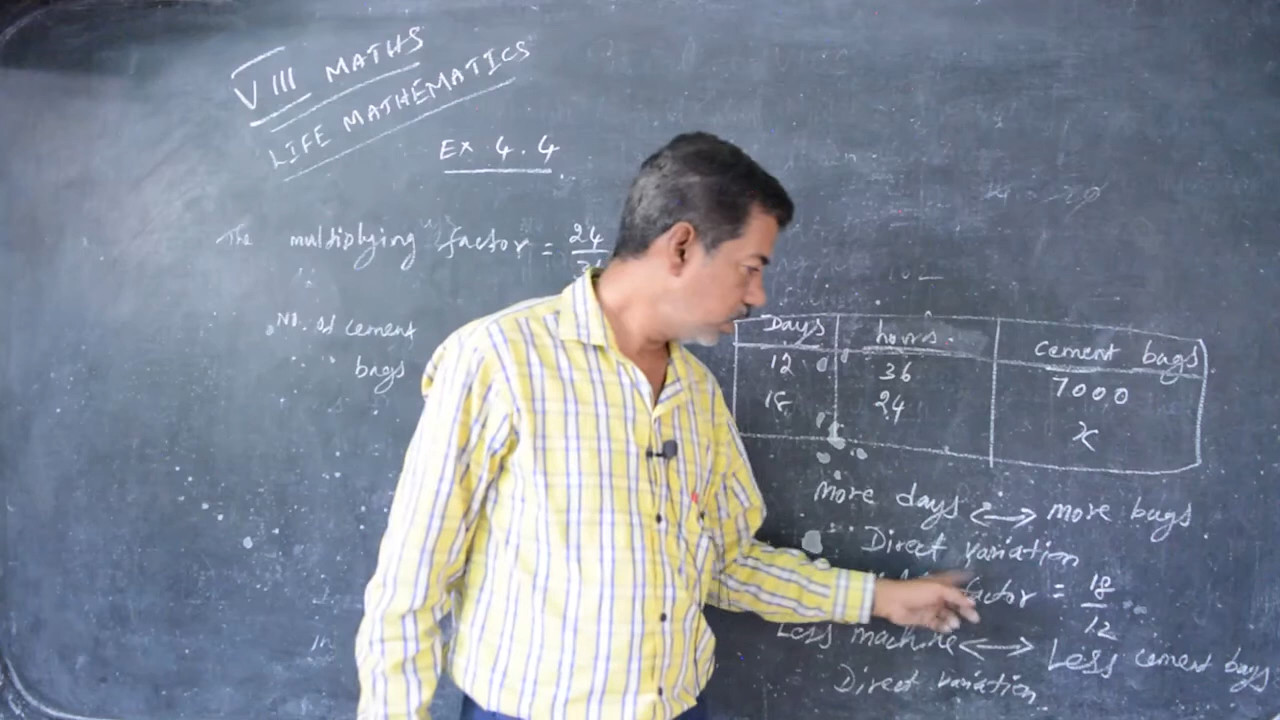 VIII MATHS
LIFE MATHEMATICS
Ex 4.4
The multiplying factor = 24
No. of cement
bags
Days hours cement bags
12 36 7000
18 24 x
More days ↔ more bags
Direct variation
factor = 18/12
Less machine ↔ Less cement bags
Direct variation